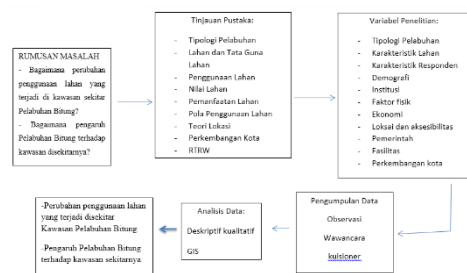 RUMUSAN MASALAH
- Bagaimana perubahan
penggunaan lahan yang
terjadi di kawasan sekitar
Pelabuhan Bitung?
- Bagaimana pengaruh
Pelabuhan Bitung terhadap
kawasan disekitarnya?
Tinjauan Pustaka:
- Tipologi Pelabuhan
- Lahan dan Tata Guna
Lahan
- Penggunaan Lahan
- Nilai Lahan
- Pemanfaatan Lahan
- Pola Penggunaan Lahan
- Teori Lokasi
- Perkembangan Kota
- RTRW
Variabel Penelitian:
- Tipologi Pelabuhan
- Karakteristik Lahan
- Karakteristik Responden
- Demografi
- Institusi
- Faktor fisik
- Ekonomi
- Loksai dan aksesibilitas
- Pemerintah
- Fasilitas
- Perkembangan kota
Pengumpulan Data
Observasi
Wawancara
kuisioner
Analisis Data:
Deskriptif kualitatif
GIS
-Perubahan penggunaan lahan
yang terjadi disekitar
Kawasan Pelabuhan Bitung
-Pengaruh Pelabuhan Bitung
terhadap kawasan sekitarnya